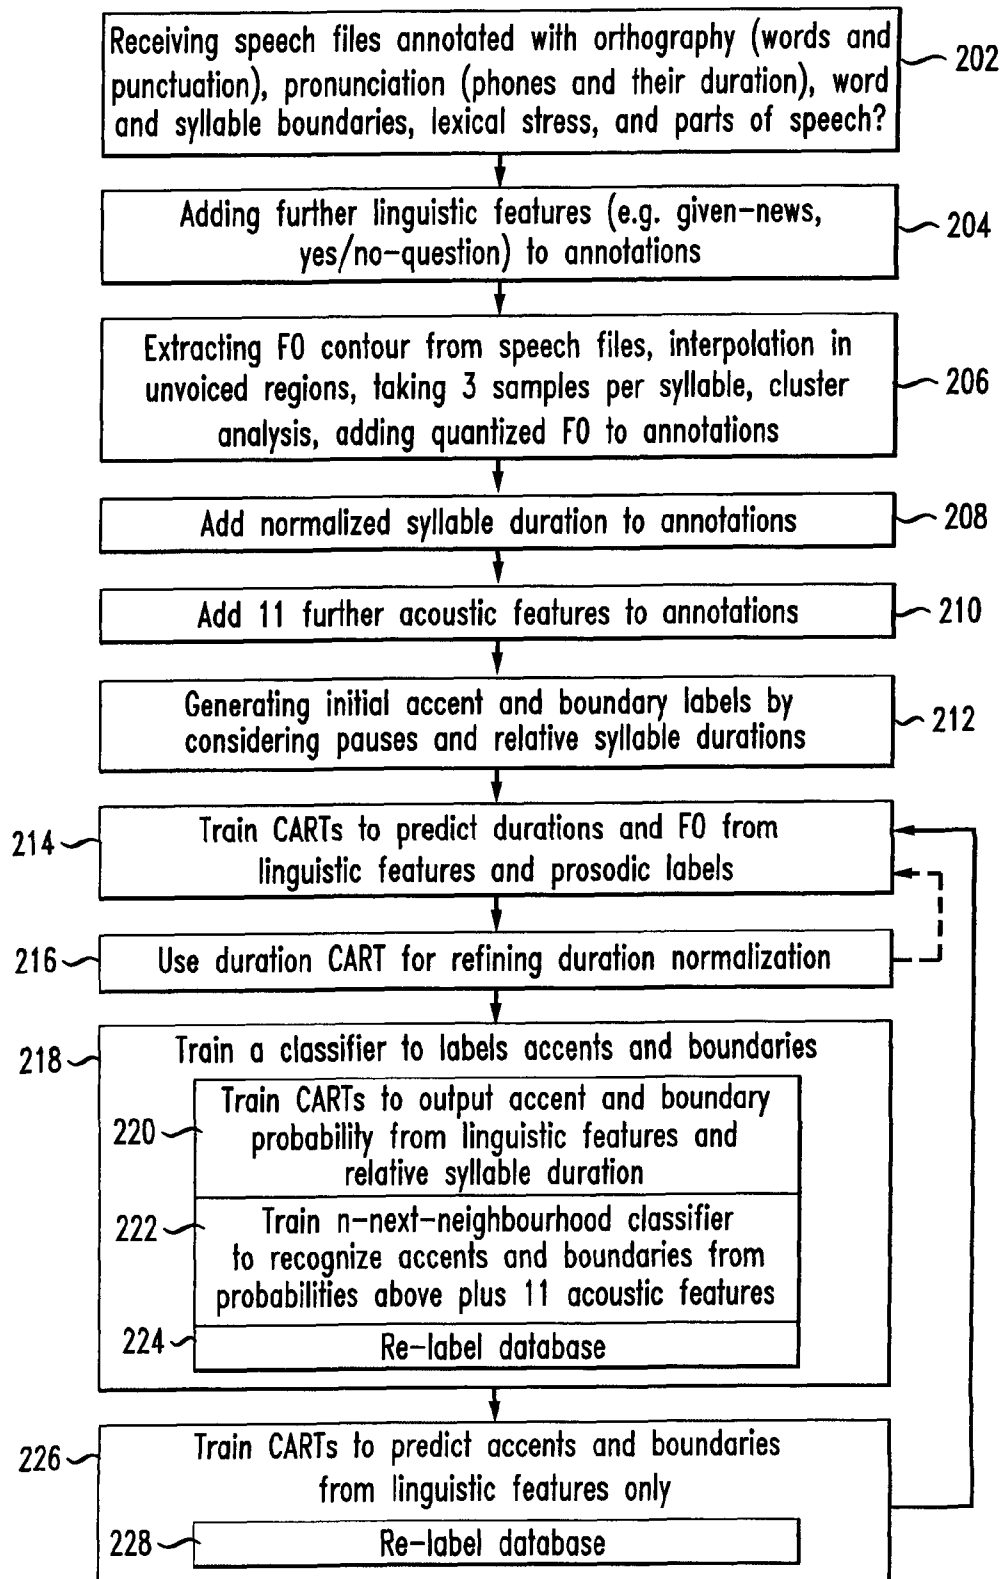 Receiving speech files annotated with orthography (words and
punctuation), pronunciation (phones and their duration), word
and syllable boundaries, lexical stress, and parts of speech?
202
Adding further linguistic features (e.g. given-news,
yes/no-question) to annotations
204
Extracting F0 contour from speech files, interpolation in
unvoiced regions, taking 3 samples per syllable, cluster
analysis, adding quantized F0 to annotations
206
Add normalized syllable duration to annotations
208
Add 11 further acoustic features to annotations
210
Generating initial accent and boundary labels by
considering pauses and relative syllable durations
212
214
Train CARTs to predict durations and F0 from
linguistic features and prosodic labels
216
Use duration CART for refining duration normalization
218
Train a classifier to labels accents and boundaries
220
Train CARTs to output accent and boundary
probability from linguistic features and
relative syllable duration
222
Train n-next-neighbourhood classifier
to recognize accents and boundaries from
probabilities above plus 11 acoustic features
224
Re-label database
226
Train CARTs to predict accents and boundaries
from linguistic features only
228
Re-label database